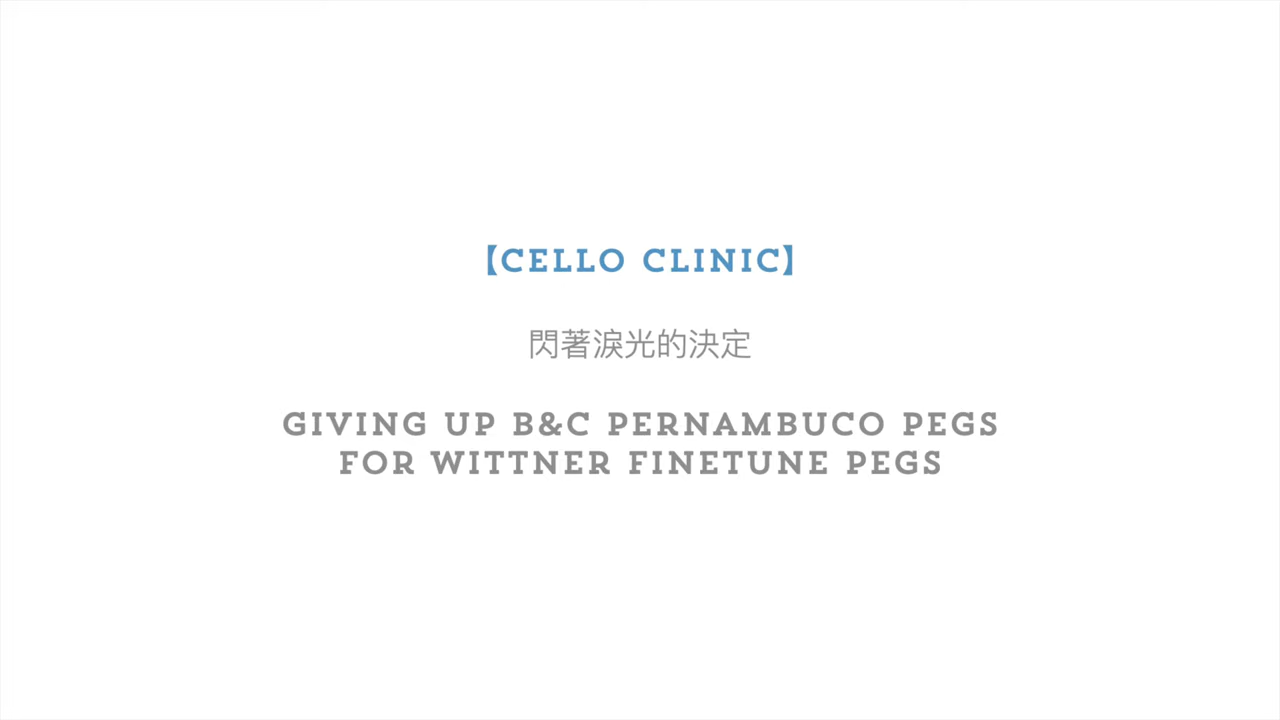 【CELLO CLINIC】
閃著淚光的決定
GIVING UP B&C PERNAMBUCO PEGS
FOR WITTNER FINETUNE PEGS